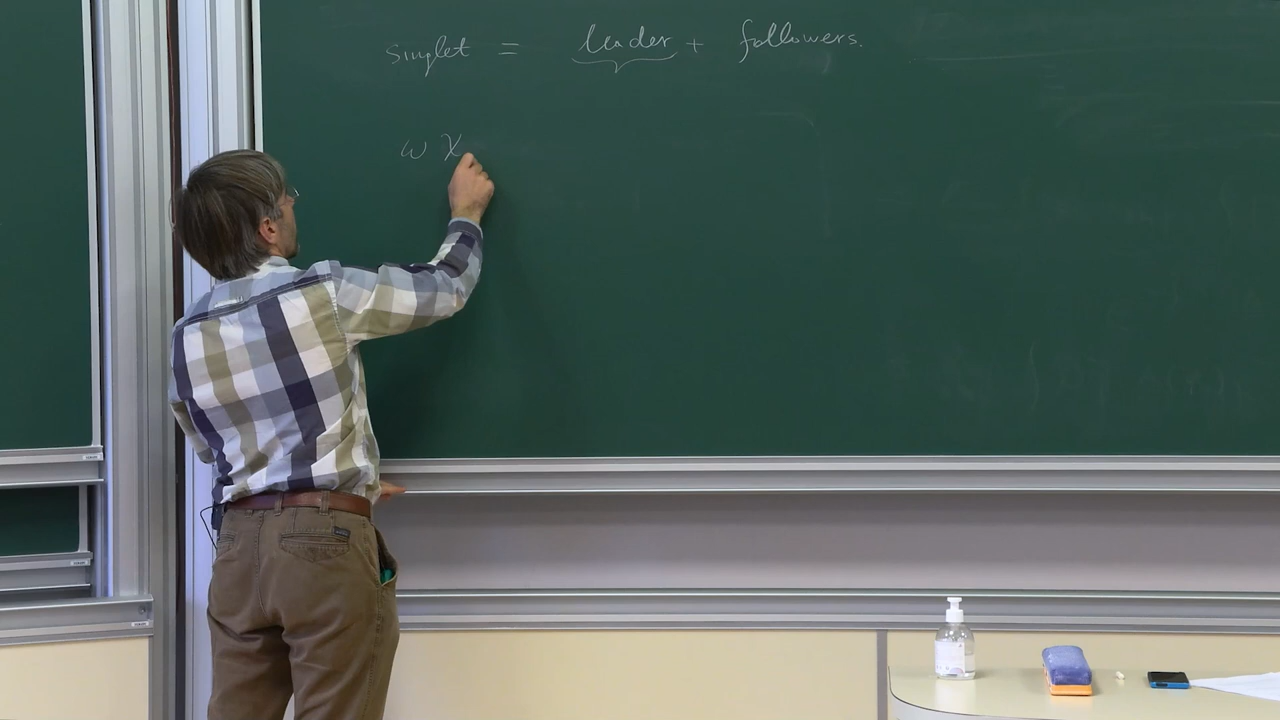 singlet = leader + followers.
ω χ